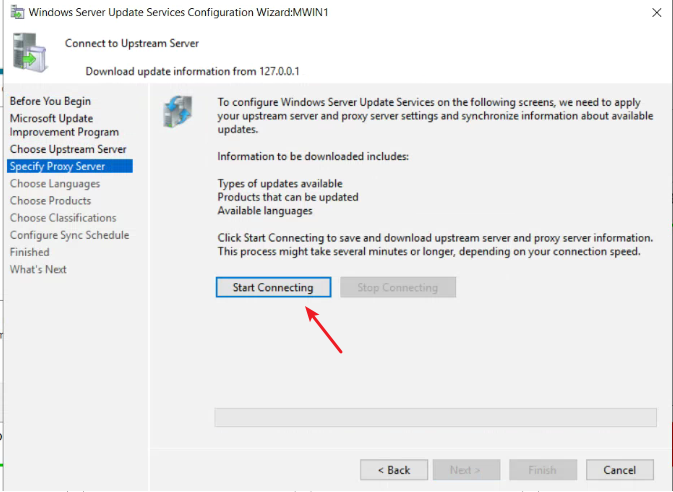 Windows Server Update Services Configuration Wizard:MWIN1
Connect to Upstream Server
Download update information from 127.0.0.1
Before You Begin
Microsoft Update
Improvement Program
Choose Upstream Server
Specify Proxy Server
Choose Languages
Choose Products
Choose Classifications
Configure Sync Schedule
Finished
What's Next
To configure Windows Server Update Services on the following screens, we need to apply
your upstream server and proxy server settings and synchronize information about available
updates.
Information to be downloaded includes:
Types of updates available
Products that can be updated
Available languages
Click Start Connecting to save and download upstream server and proxy server information.
This process might take several minutes or longer, depending on your connection speed.
Start Connecting
Stop Connecting
< Back
Next >
Finish
Cancel